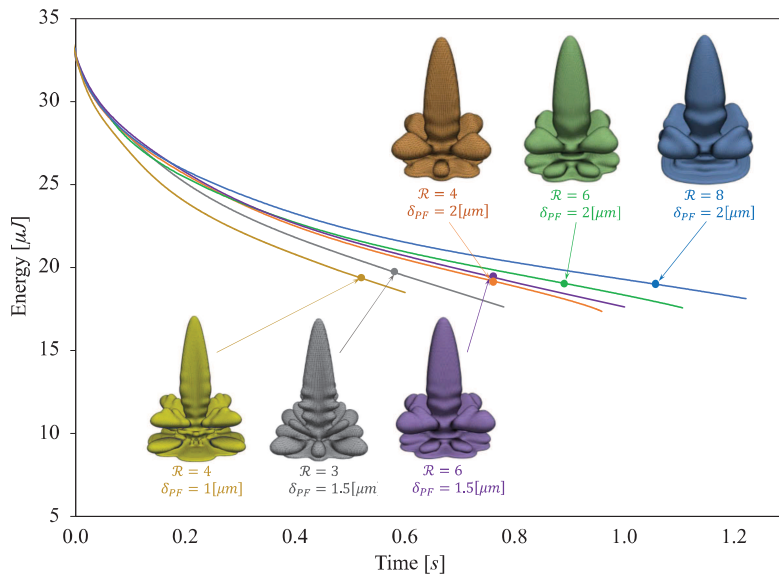 35
30
25
20
15
10
5
Energy [μJ]
0.0
0.2
0.4
0.6
0.8
1.0
1.2
Time [s]
ℛ = 4
δ_PF = 2[μm]
ℛ = 6
δ_PF = 2[μm]
ℛ = 8
δ_PF = 2[μm]
ℛ = 4
δ_PF = 1[μm]
ℛ = 3
δ_PF = 1.5[μm
ℛ = 6
δ_PF = 1.5[μm]